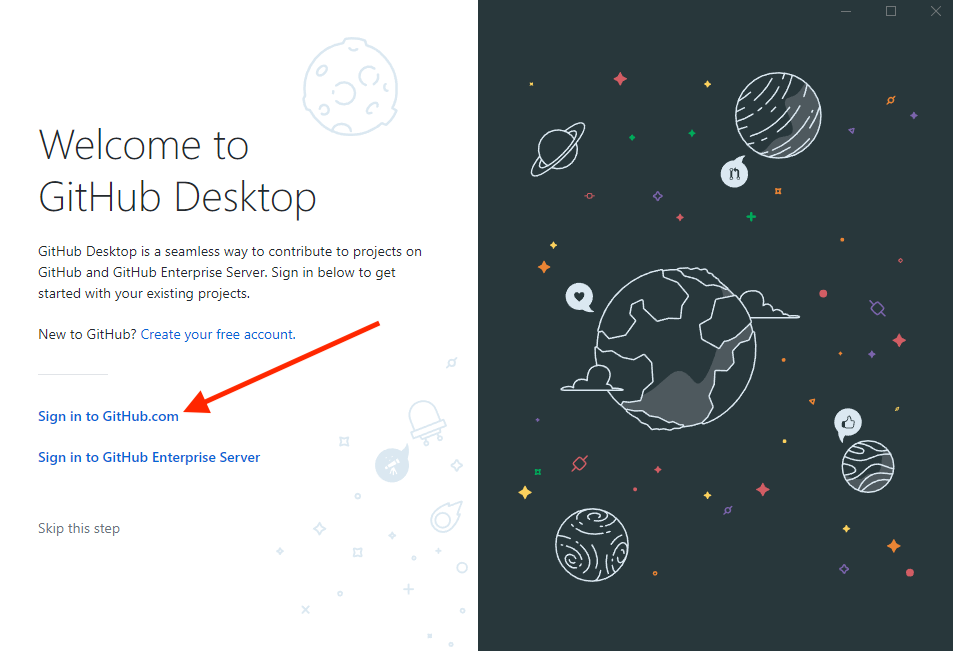 Welcome to
GitHub Desktop
GitHub Desktop is a seamless way to contribute to projects on
GitHub and GitHub Enterprise Server. Sign in below to get
started with your existing projects.
New to GitHub? Create your free account.
Sign in to GitHub.com
Sign in to GitHub Enterprise Server
Skip this step